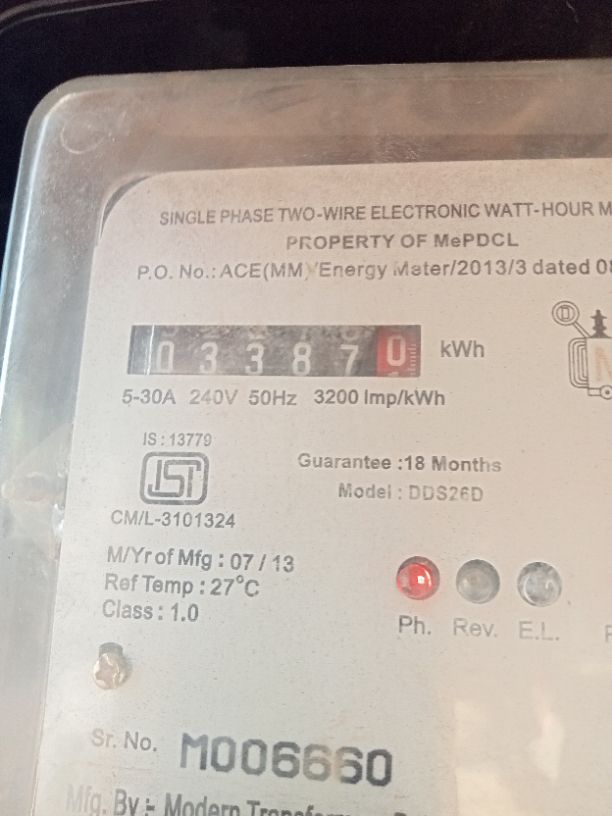 SINGLE PHASE TWO-WIRE ELECTRONIC WATT-HOUR M
PROPERTY OF MePDCL
P.O. No.: ACE(MM)/Energy Mater/2013/3 dated 08
033870 kWh
5-30A 240V 50Hz 3200 Imp/kWh
IS : 13779
ISI
CM/L-3101324
Guarantee :18 Months
Model : DDS26D
M/Yr of Mfg : 07 / 13
Ref Temp : 27°C
Class : 1.0
Ph. Rev. E.L.
Sr. No. M006660
Mfg. By :- Modern